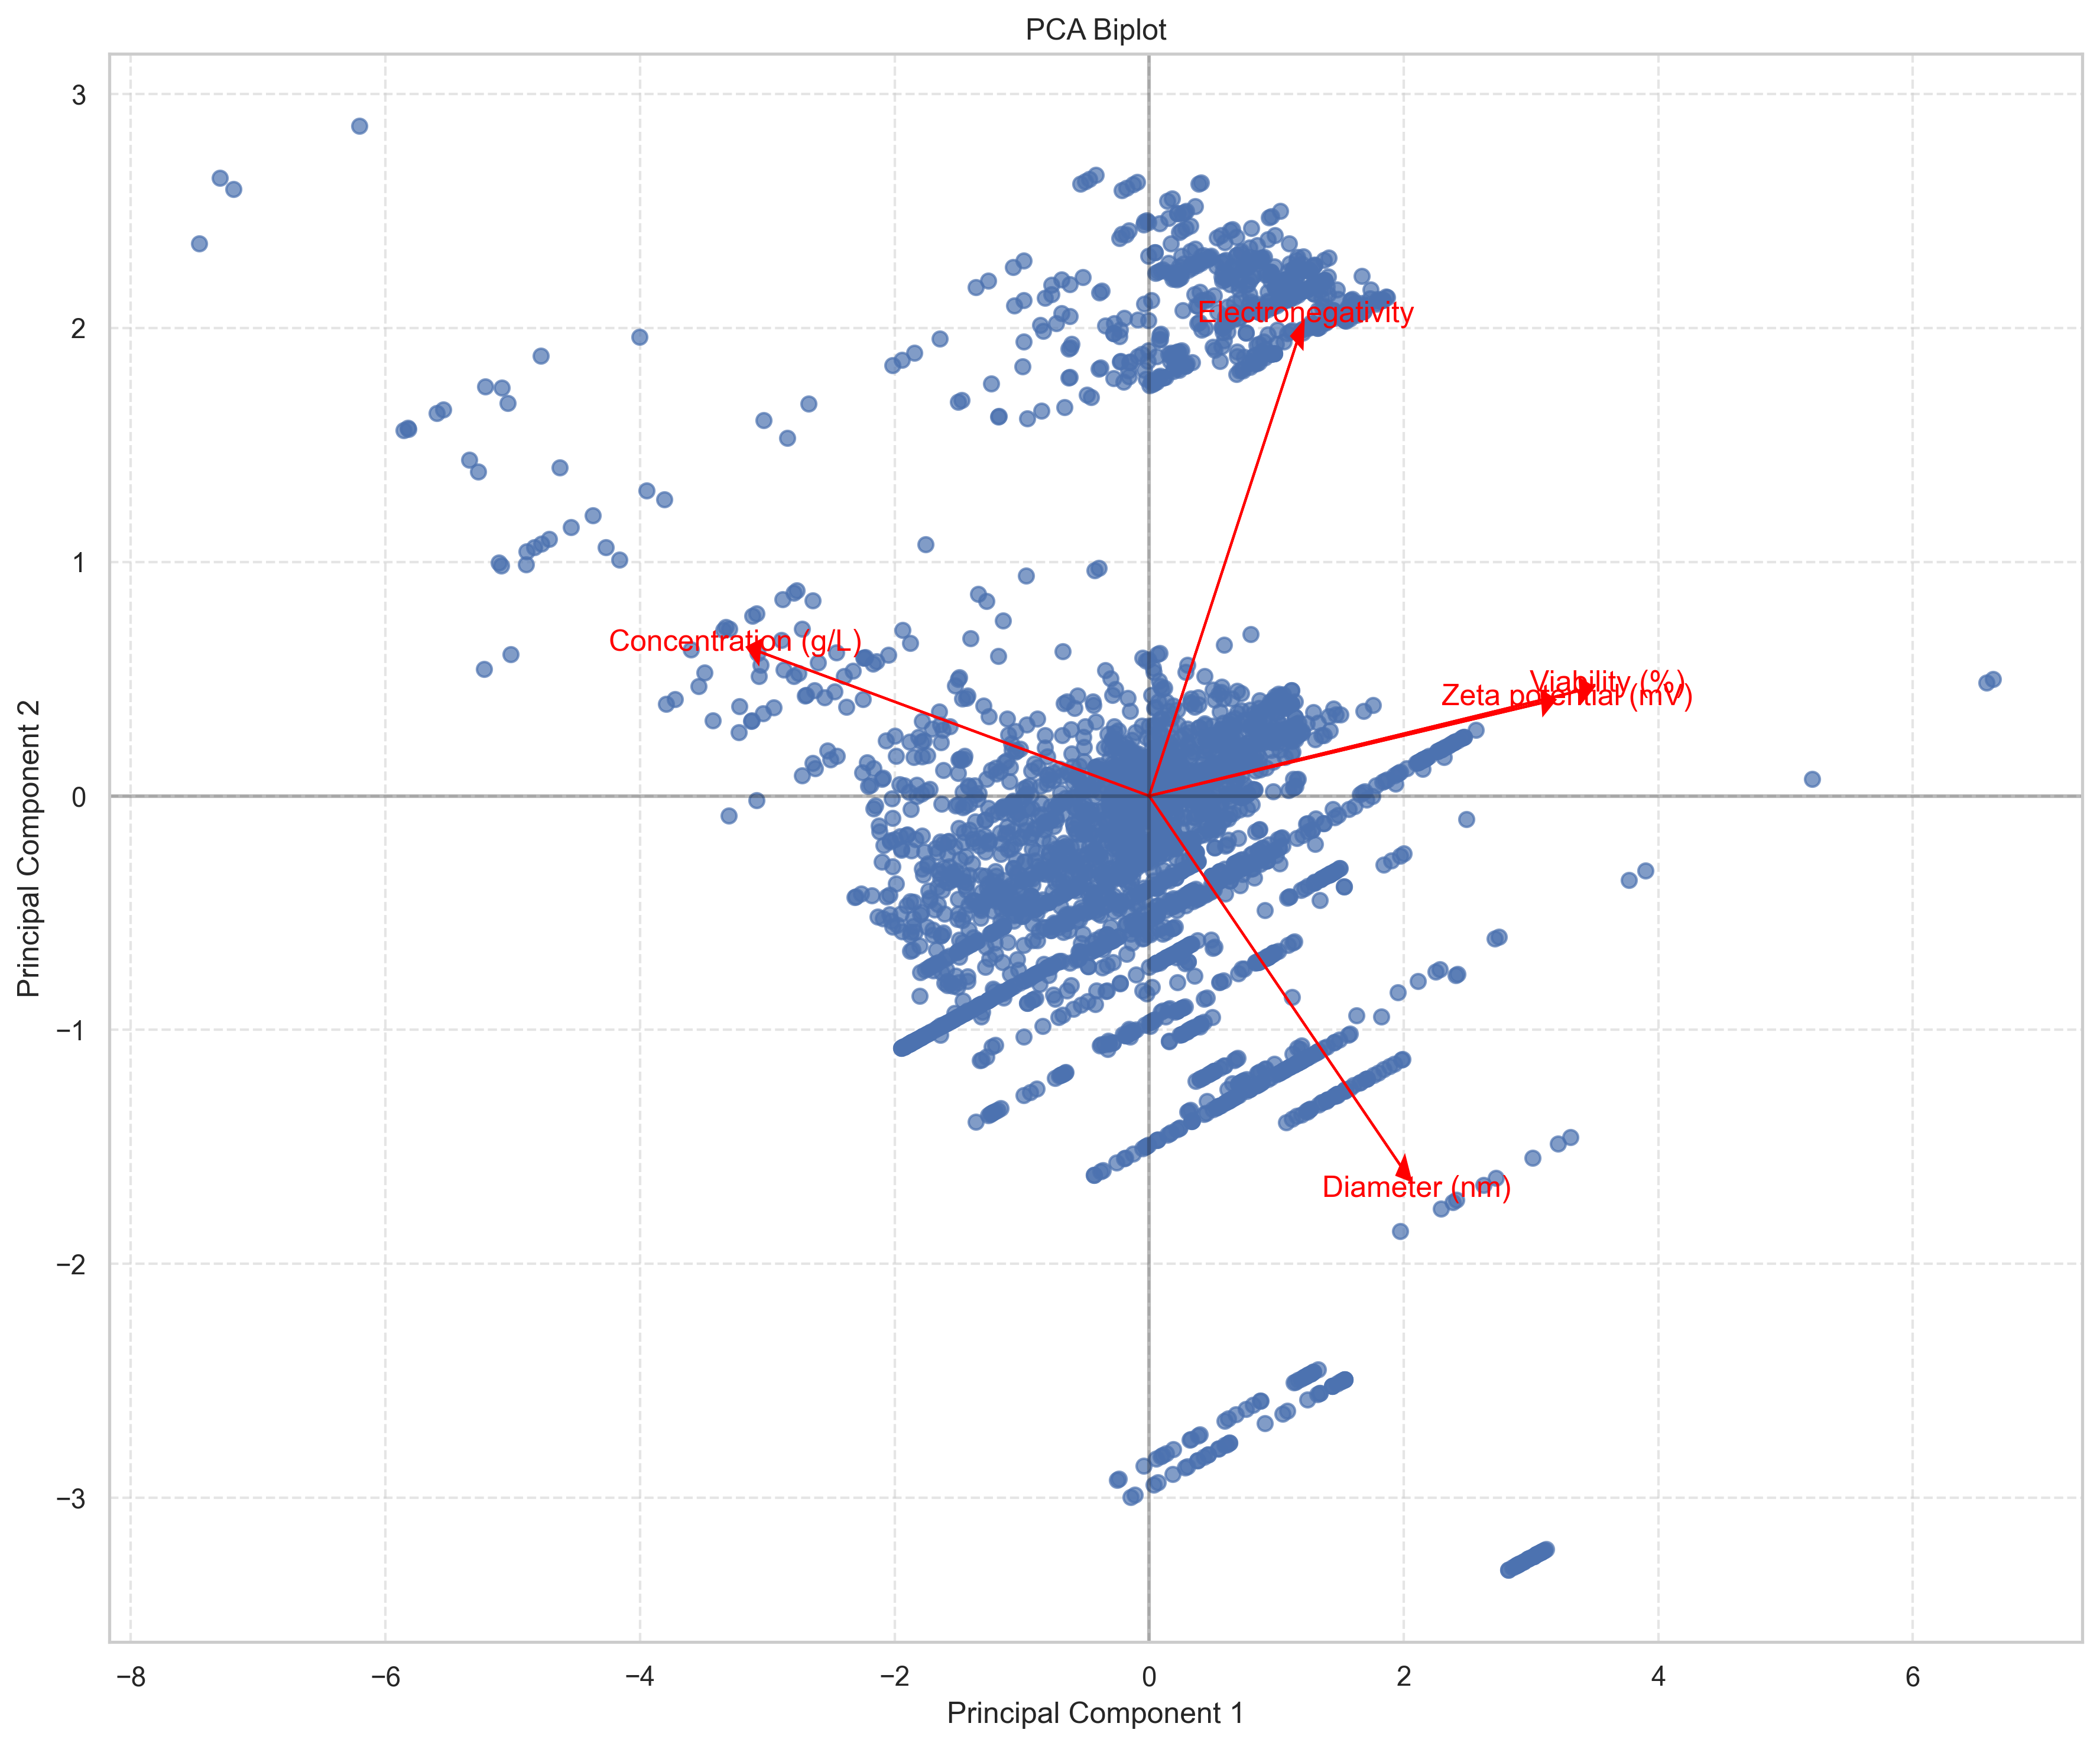 PCA Biplot
3
2
1
0
−1
−2
−3
Principal Component 2
Electronegativity
Concentration (g/L)
Viability (%)
Zeta potential (mV)
Diameter (nm)
−8 −6 −4 −2 0 2 4 6
Principal Component 1